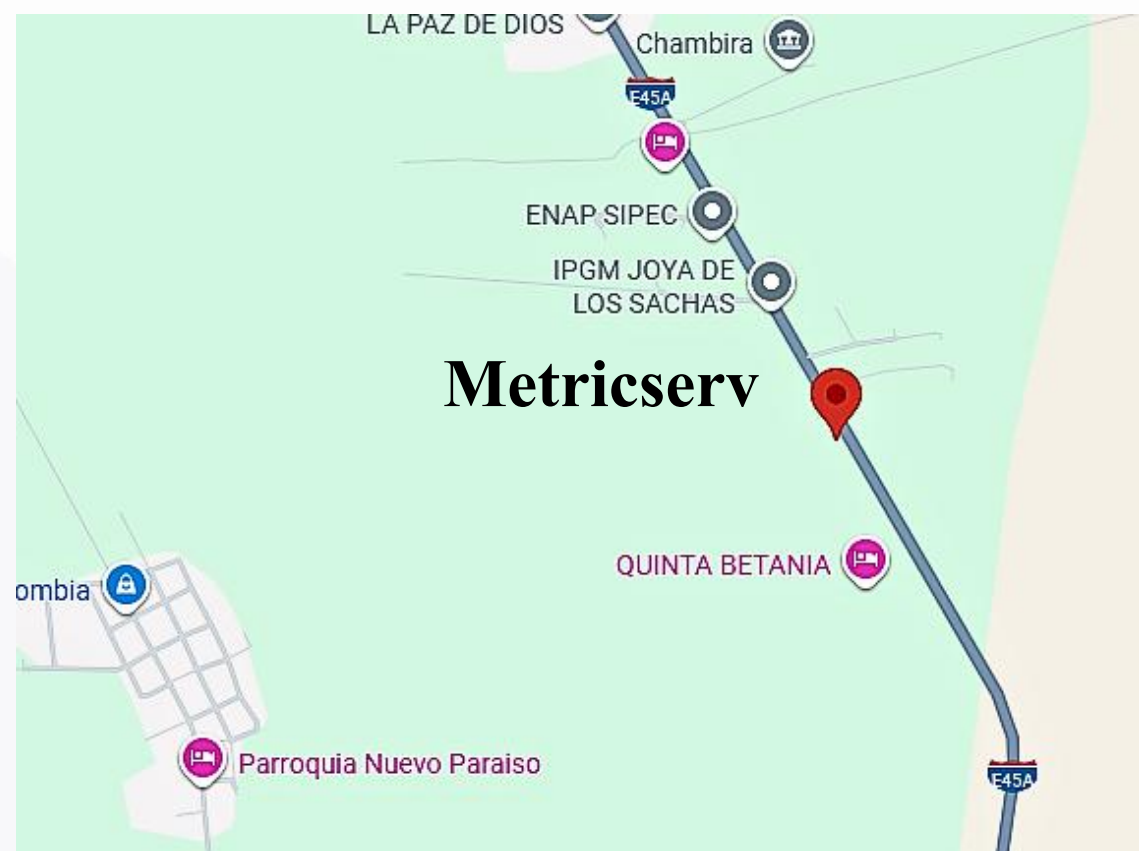 LA PAZ DE DIOS
Chambira
E45A
ENAP SIPEC
IPGM JOYA DE
LOS SACHAS
Metricserv
QUINTA BETANIA
ombia
Parroquia Nuevo Paraiso
E45A